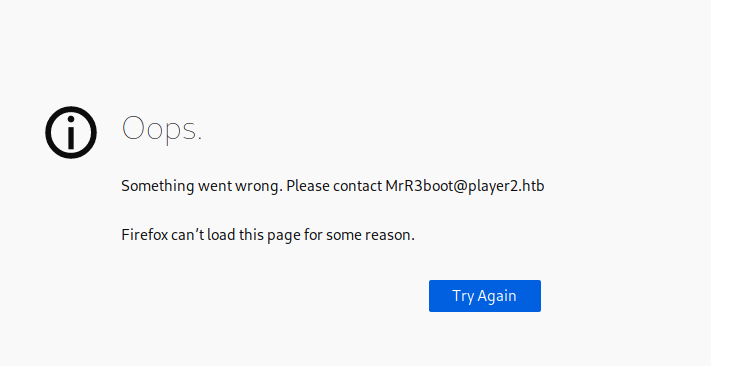 Oops.
Something went wrong. Please contact MrR3boot@player2.htb
Firefox can’t load this page for some reason.
Try Again